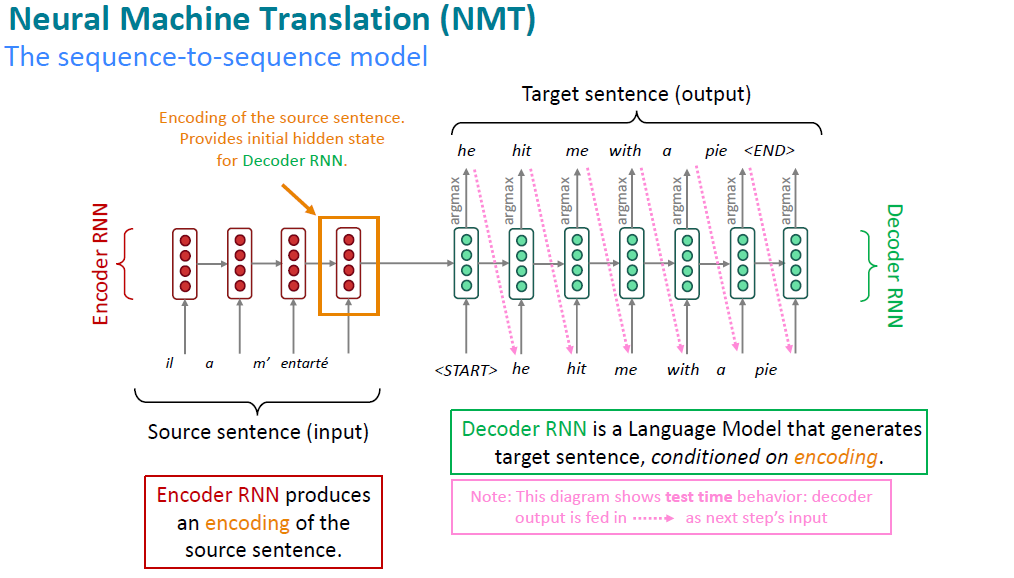 Neural Machine Translation (NMT)
The sequence-to-sequence model
Target sentence (output)
Encoding of the source sentence.
Provides initial hidden state
for Decoder RNN.
he hit me with a pie <END>
argmax argmax argmax argmax argmax argmax argmax
Encoder RNN
Decoder RNN
il a m’ entarté
<START> he hit me with a pie
Source sentence (input)
Decoder RNN is a Language Model that generates
target sentence, conditioned on encoding.
Encoder RNN produces
an encoding of the
source sentence.
Note: This diagram shows test time behavior: decoder
output is fed in as next step’s input